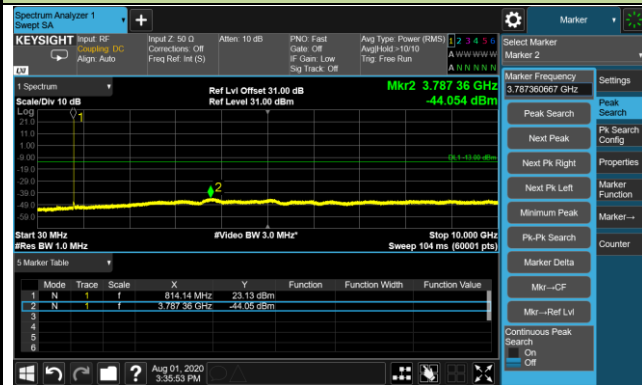 Spectrum Analyzer 1
Swept SA
Marker
KEYSIGHT
Input: RF
Coupling: DC
Align: Auto
Input Z: 50 Ω
Corrections: Off
Freq Ref: Int (S)
Atten: 10 dB
PNO: Fast
Gate: Off
IF Gain: Low
Sig Track: Off
Avg Type: Power (RMS)
Avg|Hold >10/10
Trig: Free Run
1 2 3 4 5 6
A W W W W W
A N N N N N
LXI
Select Marker
Marker 2
1 Spectrum
Scale/Div 10 dB
Ref Lvl Offset 31.00 dB
Ref Level 31.00 dBm
Mkr2 3.787 36 GHz
-44.054 dBm
Log
21.0
11.0
1.00
-9.00
-19.0
-29.0
-39.0
-49.0
-59.0
1
2
DL1 -13.00 dBm
Start 30 MHz
#Res BW 1.0 MHz
#Video BW 3.0 MHz*
Stop 10.000 GHz
Sweep 104 ms (60001 pts)
5 Marker Table
Mode Trace Scale X Y Function Function Width Function Value
1 N 1 f 814.14 MHz 23.13 dBm
2 N 1 f 3.787 36 GHz -44.05 dBm
3
4
5
6
Marker Frequency
3.787360667 GHz
Peak Search
Next Peak
Next Pk Right
Next Pk Left
Minimum Peak
Pk-Pk Search
Marker Delta
Mkr→CF
Mkr→Ref Lvl
Continuous Peak
Search
On
Off
Settings
Peak
Search
Pk Search
Config
Properties
Marker
Function
Marker→
Counter
?
Aug 01, 2020
3:35:53 PM